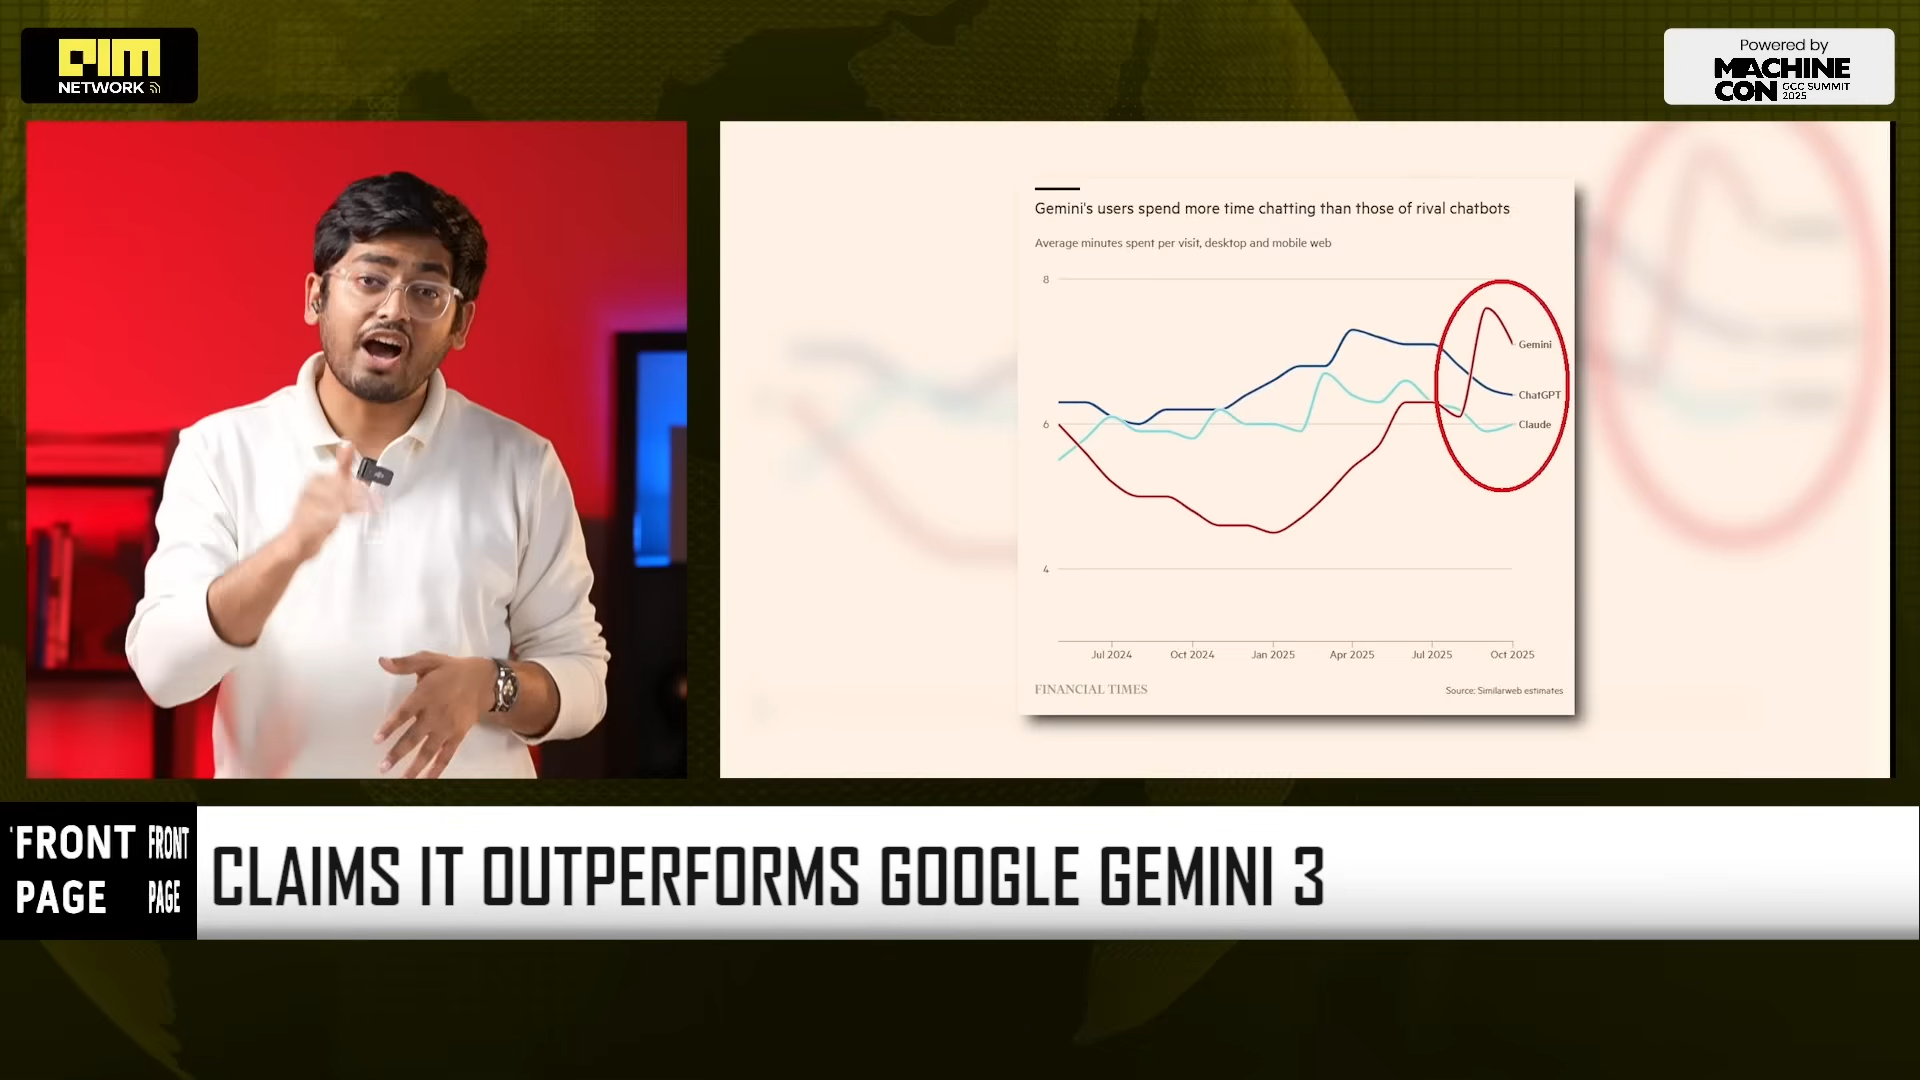 AIM
NETWORK
Powered by
MACHINE
CON GCC SUMMIT
2025
Gemini's users spend more time chatting than those of rival chatbots
Average minutes spent per visit, desktop and mobile web
8
6
4
Gemini
ChatGPT
Claude
Jul 2024 Oct 2024 Jan 2025 Apr 2025 Jul 2025 Oct 2025
FINANCIAL TIMES
Source: Similarweb estimates
FRONT PAGE
FRONT PAGE
CLAIMS IT OUTPERFORMS GOOGLE GEMINI 3